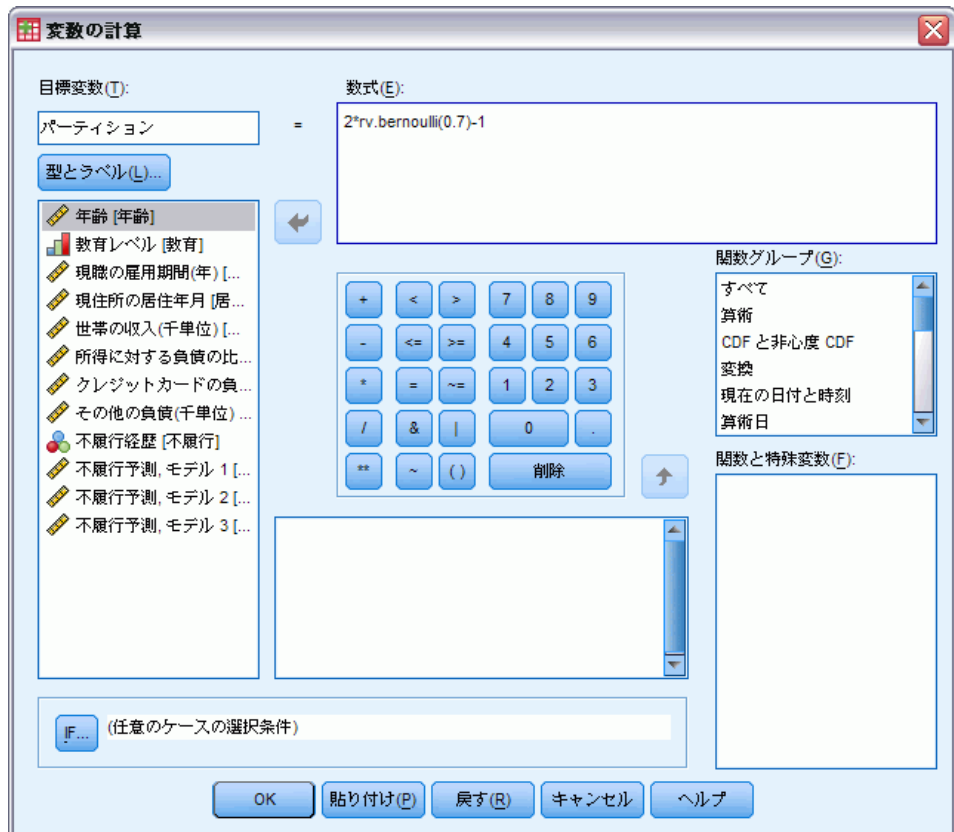 変数の計算
目標変数(T):
パーティション
=
数式(E):
2*rv.bernoulli(0.7)-1
型とラベル(L)...
年齢 [年齢]
教育レベル [教育]
現職の雇用期間(年) [...
現住所の居住年月 [居...
世帯の収入(千単位) [...
所得に対する負債の比...
クレジットカードの負...
その他の負債(千単位) ...
不履行経歴 [不履行]
不履行予測, モデル 1 [...
不履行予測, モデル 2 [...
不履行予測, モデル 3 [...
+ < > 7 8 9
- <= >= 4 5 6
* = ~= 1 2 3
/ & | 0 .
** ~ ( ) 削除
関数グループ(G):
すべて
算術
CDF と非心度 CDF
変換
現在の日付と時刻
算術日
関数と特殊変数(F):
IF... (任意のケースの選択条件)
OK 貼り付け(P) 戻す(R) キャンセル ヘルプ